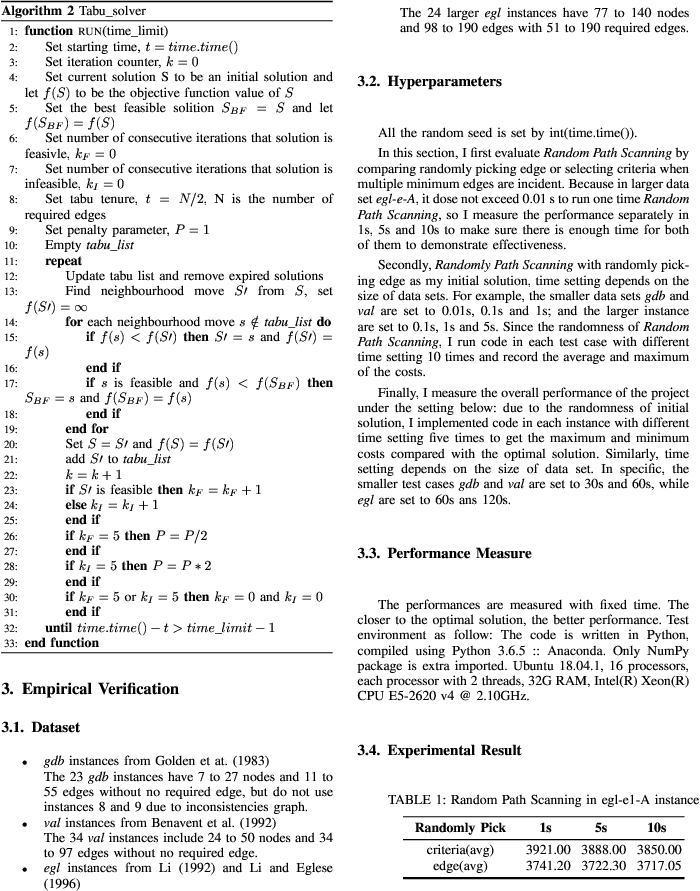 Algorithm 2 Tabu_solver
1: function RUN(time_limit)
2: Set starting time, t = time.time()
3: Set iteration counter, k = 0
4: Set current solution S to be an initial solution and
let f(S) to be the objective function value of S
5: Set the best feasible solition S_BF = S and let
f(S_BF) = f(S)
6: Set number of consecutive iterations that solution is
feasivle, k_F = 0
7: Set number of consecutive iterations that solution is
infeasible, k_I = 0
8: Set tabu tenure, t = N/2, N is the number of
required edges
9: Set penalty parameter, P = 1
10: Empty tabu_list
11: repeat
12: Update tabu list and remove expired solutions
13: Find neighbourhood move S′ from S, set
f(S′) = ∞
14: for each neighbourhood move s ∉ tabu_list do
15: if f(s) < f(S′) then S′ = s and f(S′) =
f(s)
16: end if
17: if s is feasible and f(s) < f(S_BF) then
S_BF = s and f(S_BF) = f(s)
18: end if
19: end for
20: Set S = S′ and f(S) = f(S′)
21: add S′ to tabu_list
22: k = k + 1
23: if S′ is feasible then k_F = k_F + 1
24: else k_I = k_I + 1
25: end if
26: if k_F = 5 then P = P/2
27: end if
28: if k_I = 5 then P = P ∗ 2
29: end if
30: if k_F = 5 or k_I = 5 then k_F = 0 and k_I = 0
31: end if
32: until time.time() − t > time_limit − 1
33: end function
3. Empirical Verification
3.1. Dataset
• gdb instances from Golden et at. (1983)
The 23 gdb instances have 7 to 27 nodes and 11 to
55 edges without no required edge, but do not use
instances 8 and 9 due to inconsistencies graph.
• val instances from Benavent et al. (1992)
The 34 val instances include 24 to 50 nodes and 34
to 97 edges without no required edge.
• egl instances from Li (1992) and Li and Eglese
(1996)
The 24 larger egl instances have 77 to 140 nodes
and 98 to 190 edges with 51 to 190 required edges.
3.2. Hyperparameters
All the random seed is set by int(time.time()).
In this section, I first evaluate Random Path Scanning by
comparing randomly picking edge or selecting criteria when
multiple minimum edges are incident. Because in larger data
set egl-e-A, it dose not exceed 0.01 s to run one time Random
Path Scanning, so I measure the performance separately in
1s, 5s and 10s to make sure there is enough time for both
of them to demonstrate effectiveness.
Secondly, Randomly Path Scanning with randomly pick-
ing edge as my initial solution, time setting depends on the
size of data sets. For example, the smaller data sets gdb and
val are set to 0.01s, 0.1s and 1s; and the larger instance
are set to 0.1s, 1s and 5s. Since the randomness of Random
Path Scanning, I run code in each test case with different
time setting 10 times and record the average and maximum
of the costs.
Finally, I measure the overall performance of the project
under the setting below: due to the randomness of initial
solution, I implemented code in each instance with different
time setting five times to get the maximum and minimum
costs compared with the optimal solution. Similarly, time
setting depends on the size of data set. In specific, the
smaller test cases gdb and val are set to 30s and 60s, while
egl are set to 60s ans 120s.
3.3. Performance Measure
The performances are measured with fixed time. The
closer to the optimal solution, the better performance. Test
environment as follow: The code is written in Python,
compiled using Python 3.6.5 :: Anaconda. Only NumPy
package is extra imported. Ubuntu 18.04.1, 16 processors,
each processor with 2 threads, 32G RAM, Intel(R) Xeon(R)
CPU E5-2620 v4 @ 2.10GHz.
3.4. Experimental Result
TABLE 1: Random Path Scanning in egl-e1-A instance
Randomly Pick 1s 5s 10s
criteria(avg) 3921.00 3888.00 3850.00
edge(avg) 3741.20 3722.30 3717.05